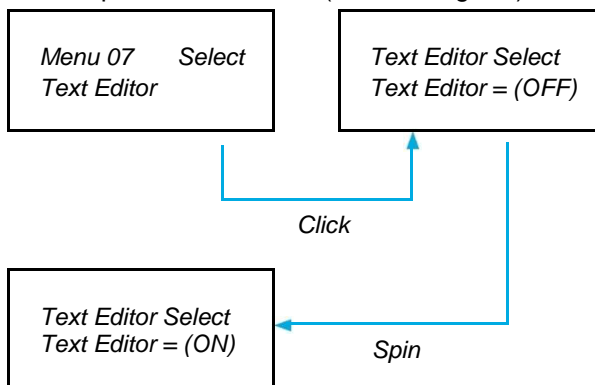 Menu 07 Select
Text Editor
Text Editor Select
Text Editor = (OFF)
Click
Text Editor Select
Text Editor = (ON)
Spin